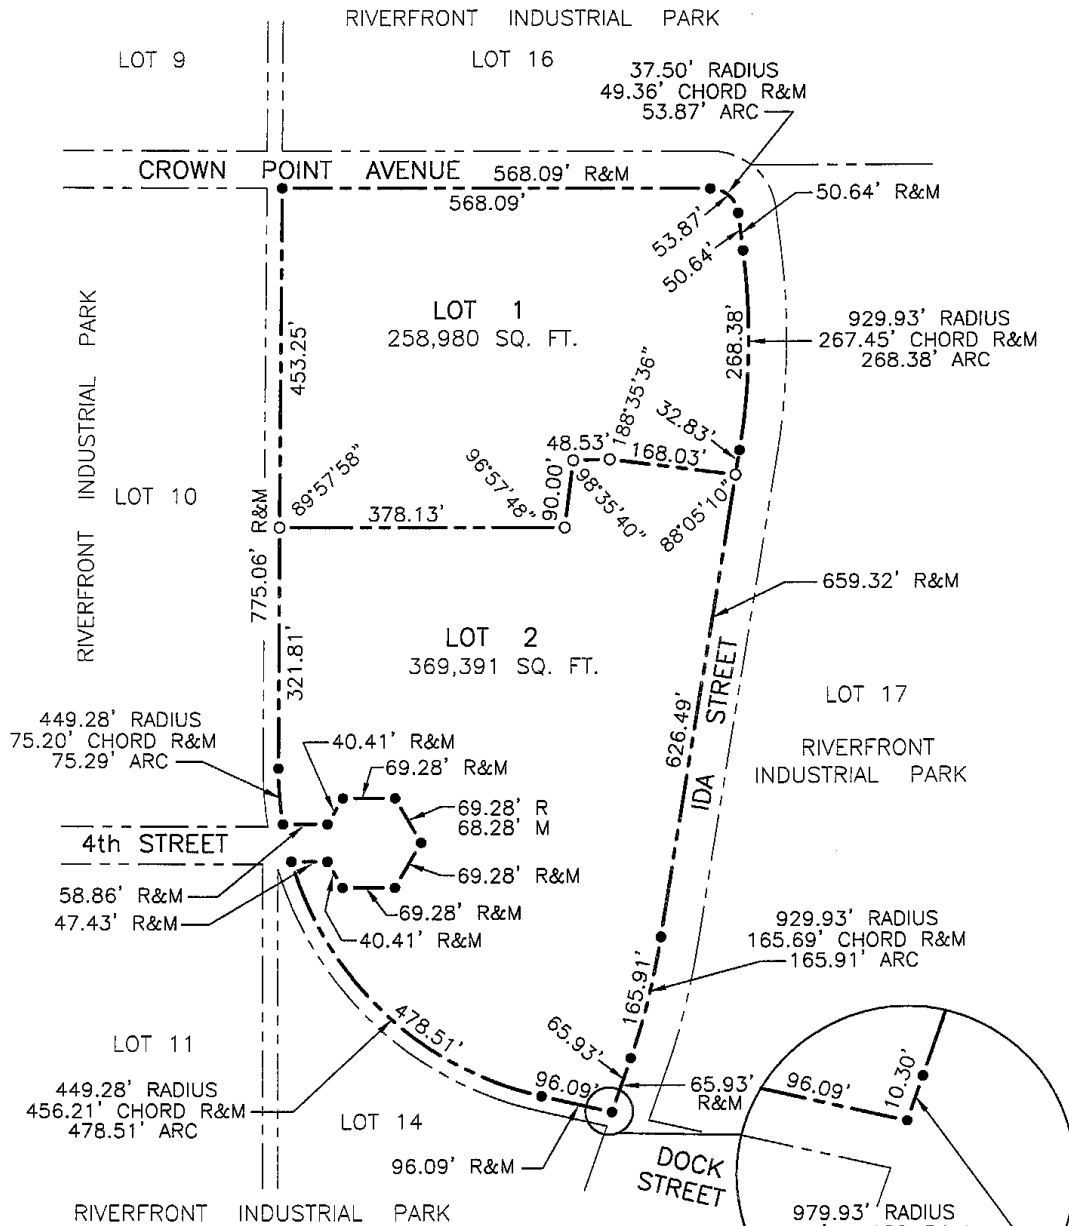 RIVERFRONT INDUSTRIAL PARK
LOT 9
LOT 16
37.50' RADIUS
49.36' CHORD R&M
53.87' ARC
CROWN POINT AVENUE
568.09' R&M
568.09'
53.87'
50.64' R&M
50.64'
LOT 1
258,980 SQ. FT.
453.25'
268.38'
929.93' RADIUS
267.45' CHORD R&M
268.38' ARC
RIVERFRONT INDUSTRIAL PARK
LOT 10
775.06' R&M
89°57'58"
378.13'
96°57'48"
90.00'
48.53'
98°35'40"
188°35'36"
168.03'
32.83'
88°05'10"
659.32' R&M
LOT 2
369,391 SQ. FT.
321.81'
626.49'
IDA STREET
LOT 17
RIVERFRONT
INDUSTRIAL PARK
449.28' RADIUS
75.20' CHORD R&M
75.29' ARC
40.41' R&M
69.28' R&M
69.28' R
68.28' M
4th STREET
69.28' R&M
58.86' R&M
47.43' R&M
69.28' R&M
40.41' R&M
929.93' RADIUS
165.69' CHORD R&M
165.91' ARC
165.91'
478.51'
65.93'
65.93'
R&M
96.09'
LOT 11
449.28' RADIUS
456.21' CHORD R&M
478.51' ARC
LOT 14
96.09' R&M
DOCK
STREET
96.09'
10.30'
979.93' RADIUS
RIVERFRONT INDUSTRIAL PARK